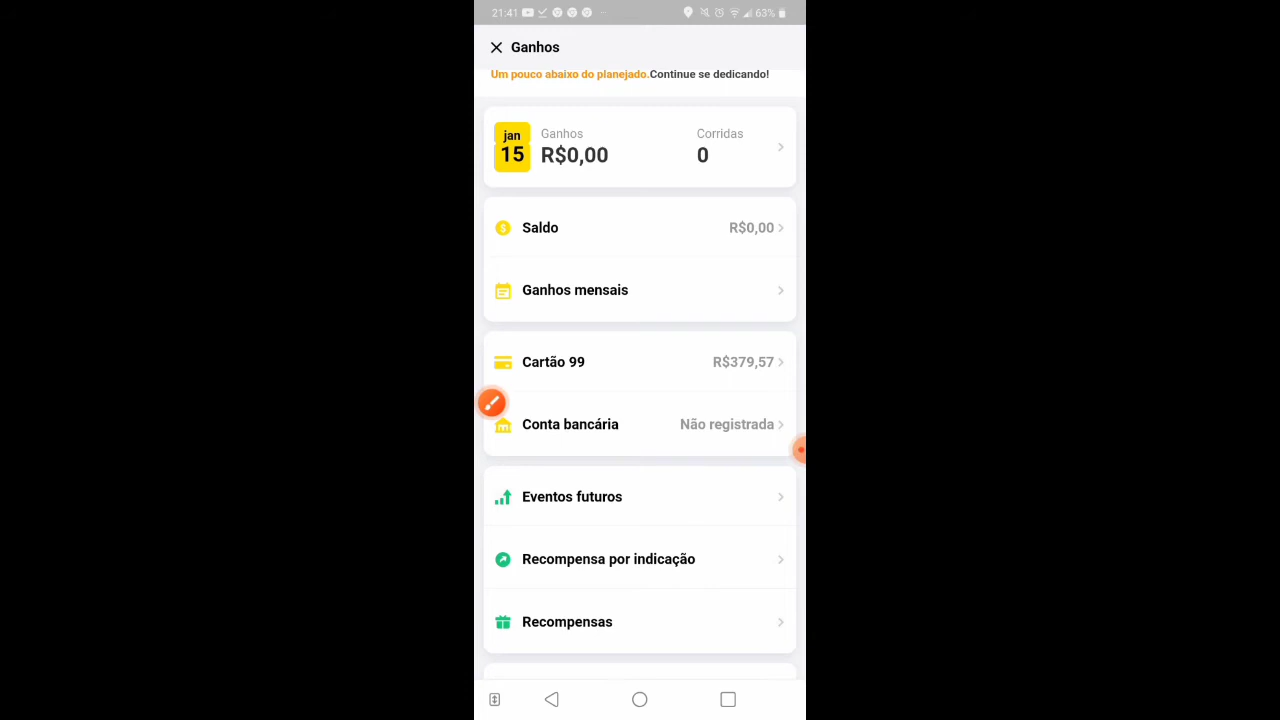 21:41 63%
Ganhos
Um pouco abaixo do planejado.Continue se dedicando!
jan
15
Ganhos
R$0,00
Corridas
0
Saldo R$0,00
Ganhos mensais
Cartão 99 R$379,57
Conta bancária Não registrada
Eventos futuros
Recompensa por indicação
Recompensas